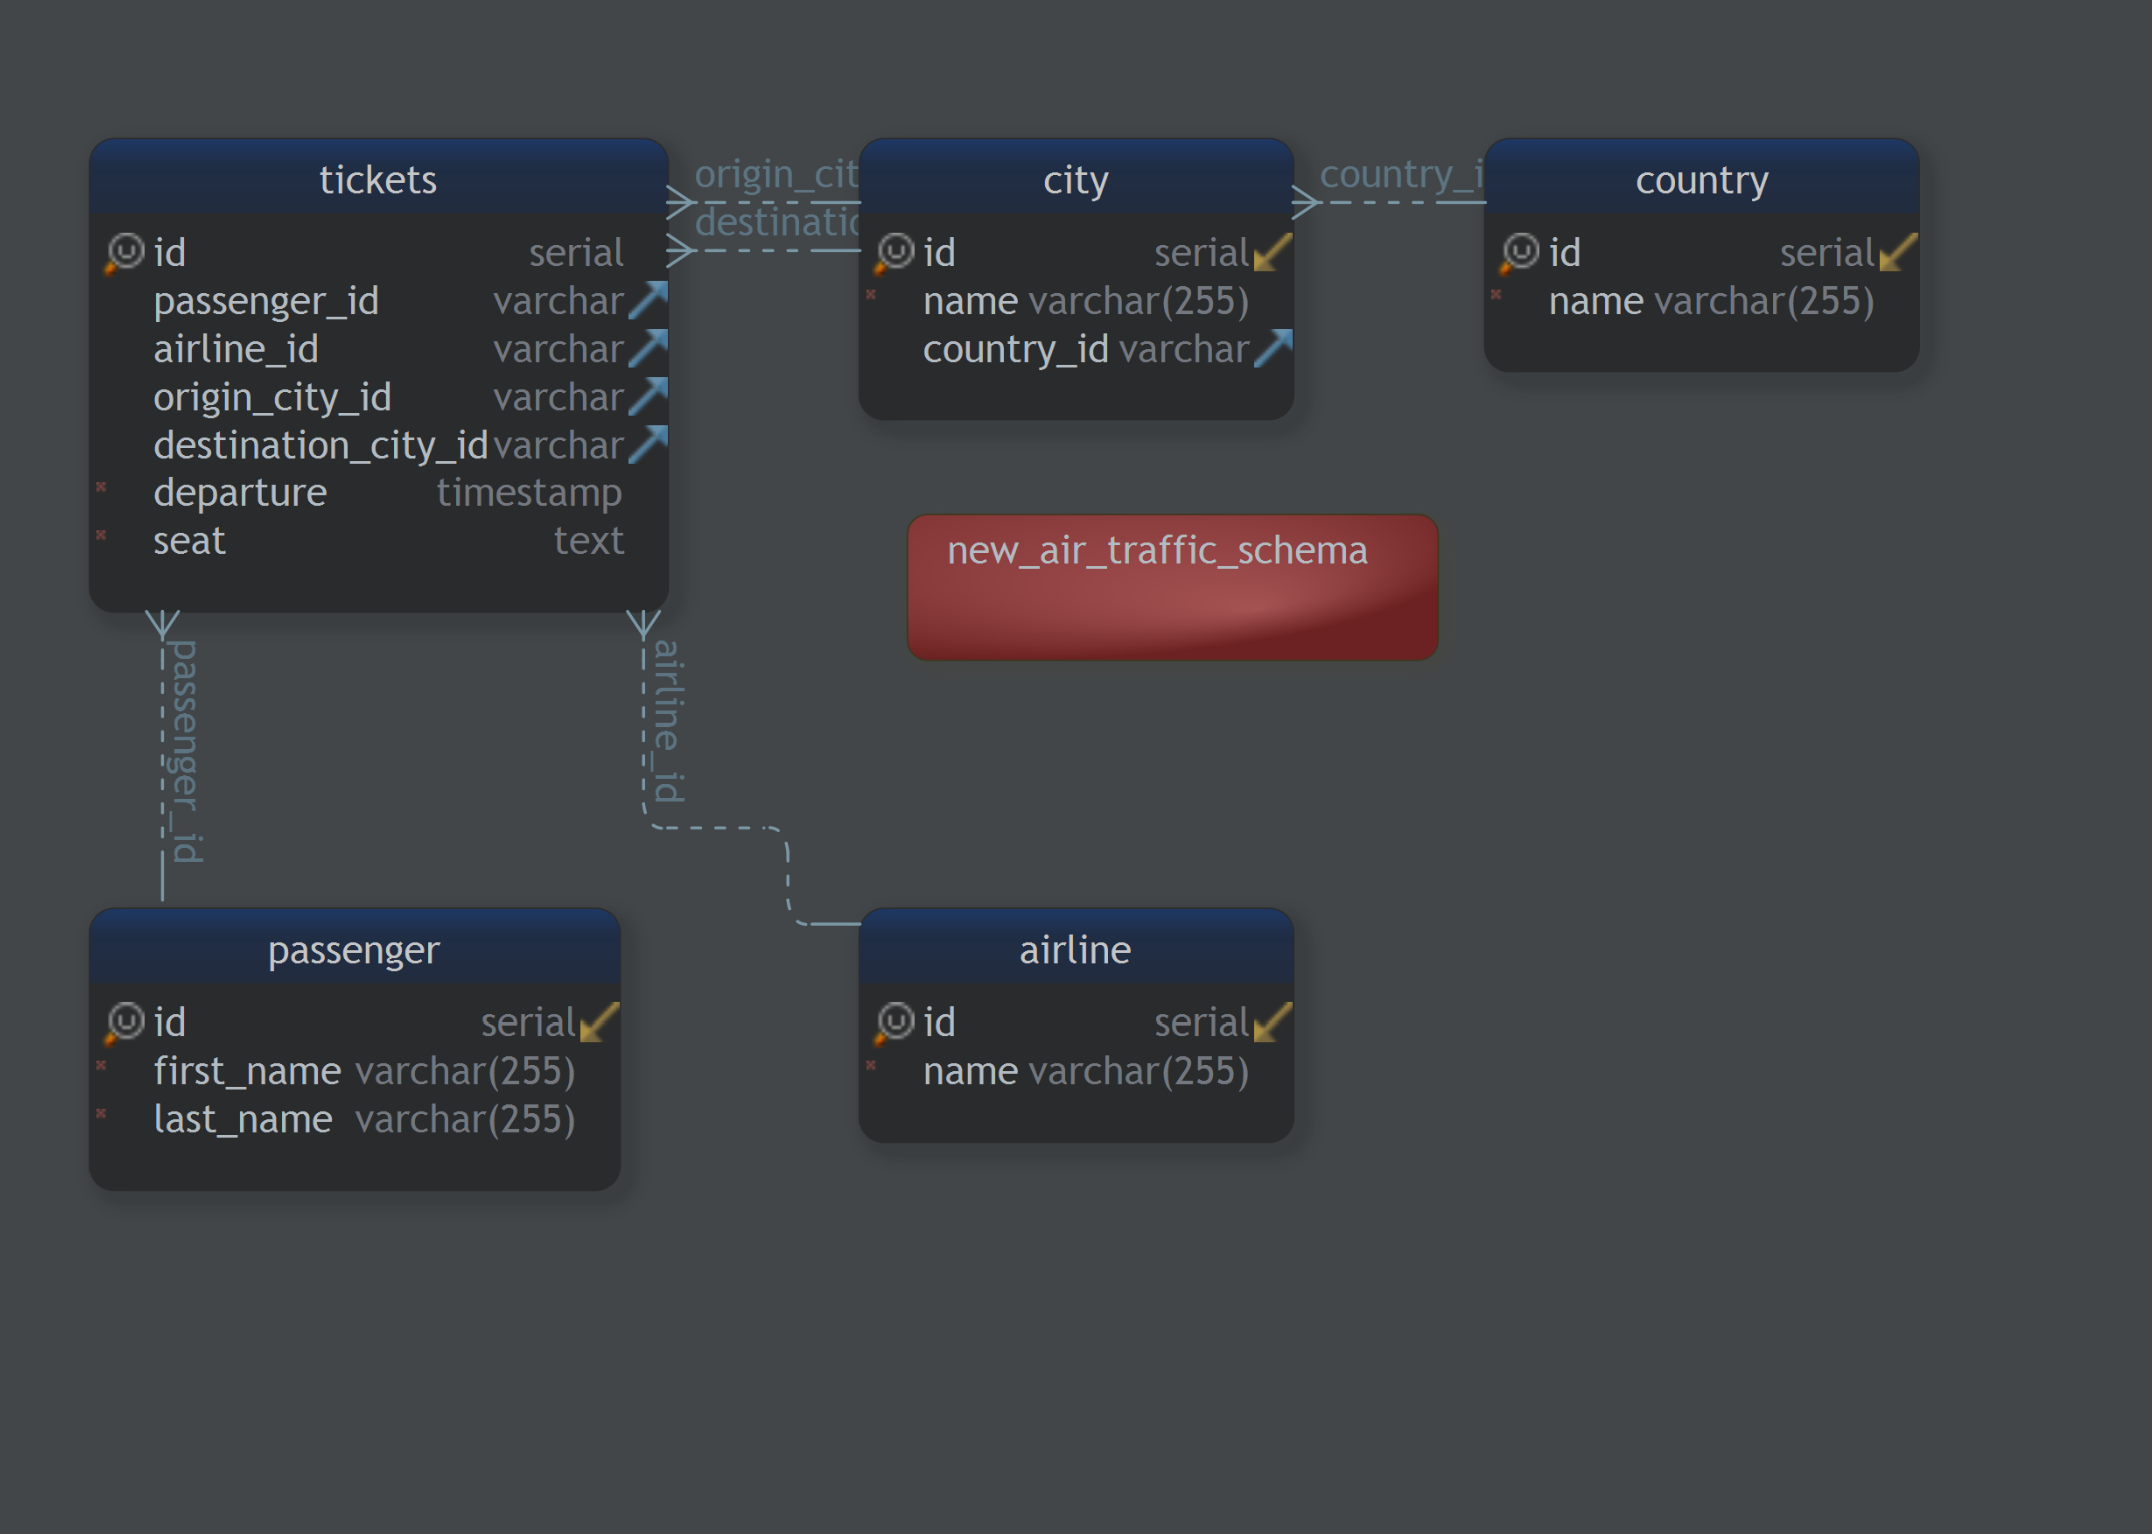 tickets
id serial
passenger_id varchar
airline_id varchar
origin_city_id varchar
destination_city_id varchar
departure timestamp
seat text
origin_cit
destinatio
city
id serial
name varchar(255)
country_id varchar
country_i
country
id serial
name varchar(255)
new_air_traffic_schema
passenger_id
airline_id
passenger
id serial
first_name varchar(255)
last_name varchar(255)
airline
id serial
name varchar(255)